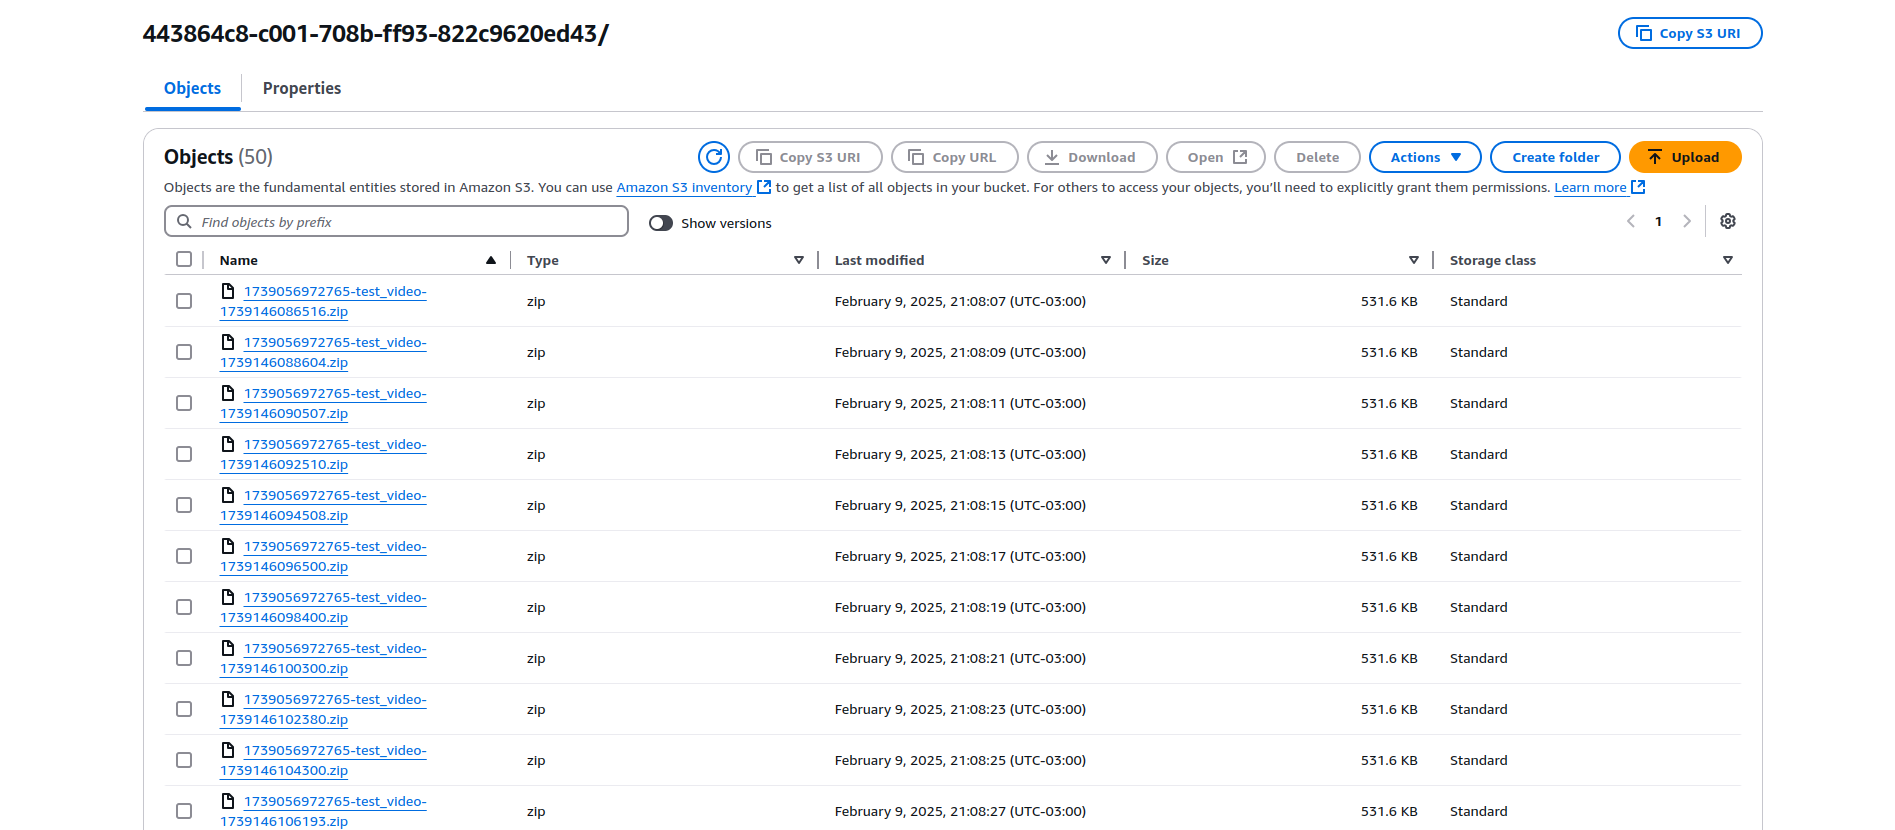 443864c8-c001-708b-ff93-822c9620ed43/
Copy S3 URI
Objects
Properties
Objects (50)
Copy S3 URI
Copy URL
Download
Open
Delete
Actions
Create folder
Upload
Objects are the fundamental entities stored in Amazon S3. You can use Amazon S3 inventory to get a list of all objects in your bucket. For others to access your objects, you’ll need to explicitly grant them permissions. Learn more
Find objects by prefix
Show versions
1
Name Type Last modified Size Storage class
1739056972765-test_video-
1739146086516.zip
zip February 9, 2025, 21:08:07 (UTC-03:00) 531.6 KB Standard
1739056972765-test_video-
1739146088604.zip
zip February 9, 2025, 21:08:09 (UTC-03:00) 531.6 KB Standard
1739056972765-test_video-
1739146090507.zip
zip February 9, 2025, 21:08:11 (UTC-03:00) 531.6 KB Standard
1739056972765-test_video-
1739146092510.zip
zip February 9, 2025, 21:08:13 (UTC-03:00) 531.6 KB Standard
1739056972765-test_video-
1739146094508.zip
zip February 9, 2025, 21:08:15 (UTC-03:00) 531.6 KB Standard
1739056972765-test_video-
1739146096500.zip
zip February 9, 2025, 21:08:17 (UTC-03:00) 531.6 KB Standard
1739056972765-test_video-
1739146098400.zip
zip February 9, 2025, 21:08:19 (UTC-03:00) 531.6 KB Standard
1739056972765-test_video-
1739146100300.zip
zip February 9, 2025, 21:08:21 (UTC-03:00) 531.6 KB Standard
1739056972765-test_video-
1739146102380.zip
zip February 9, 2025, 21:08:23 (UTC-03:00) 531.6 KB Standard
1739056972765-test_video-
1739146104300.zip
zip February 9, 2025, 21:08:25 (UTC-03:00) 531.6 KB Standard
1739056972765-test_video-
1739146106193.zip
zip February 9, 2025, 21:08:27 (UTC-03:00) 531.6 KB Standard